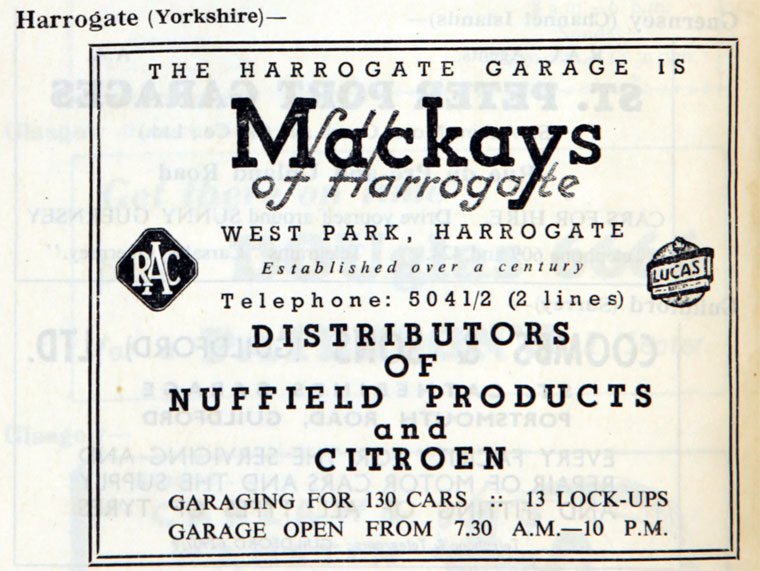 Harrogate (Yorkshire)—
THE HARROGATE GARAGE IS
Mackays
of Harrogate
WEST PARK, HARROGATE
Established over a century
RAC
LUCAS
Telephone: 5041/2 (2 lines)
DISTRIBUTORS
OF
NUFFIELD PRODUCTS
and
CITROEN
GARAGING FOR 130 CARS :: 13 LOCK-UPS
GARAGE OPEN FROM 7.30 A.M.—10 P.M.